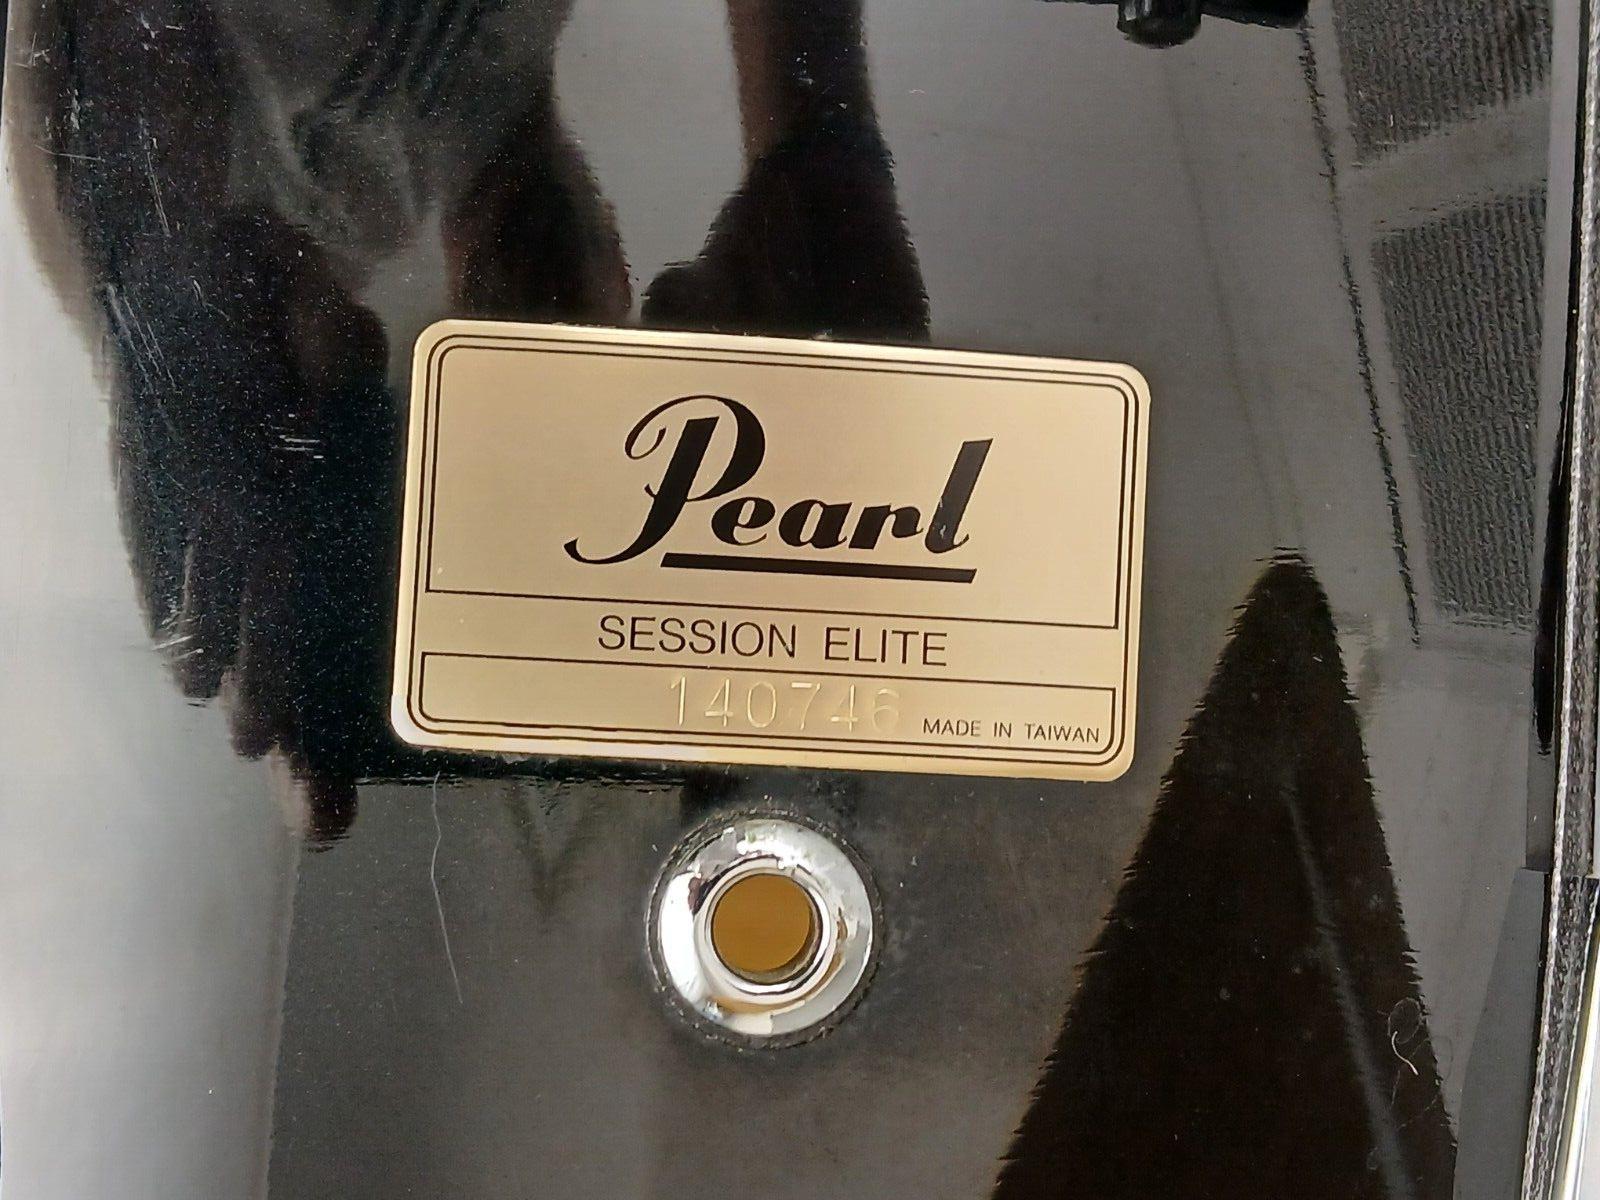 Pearl
SESSION ELITE
140746
MADE IN TAIWAN